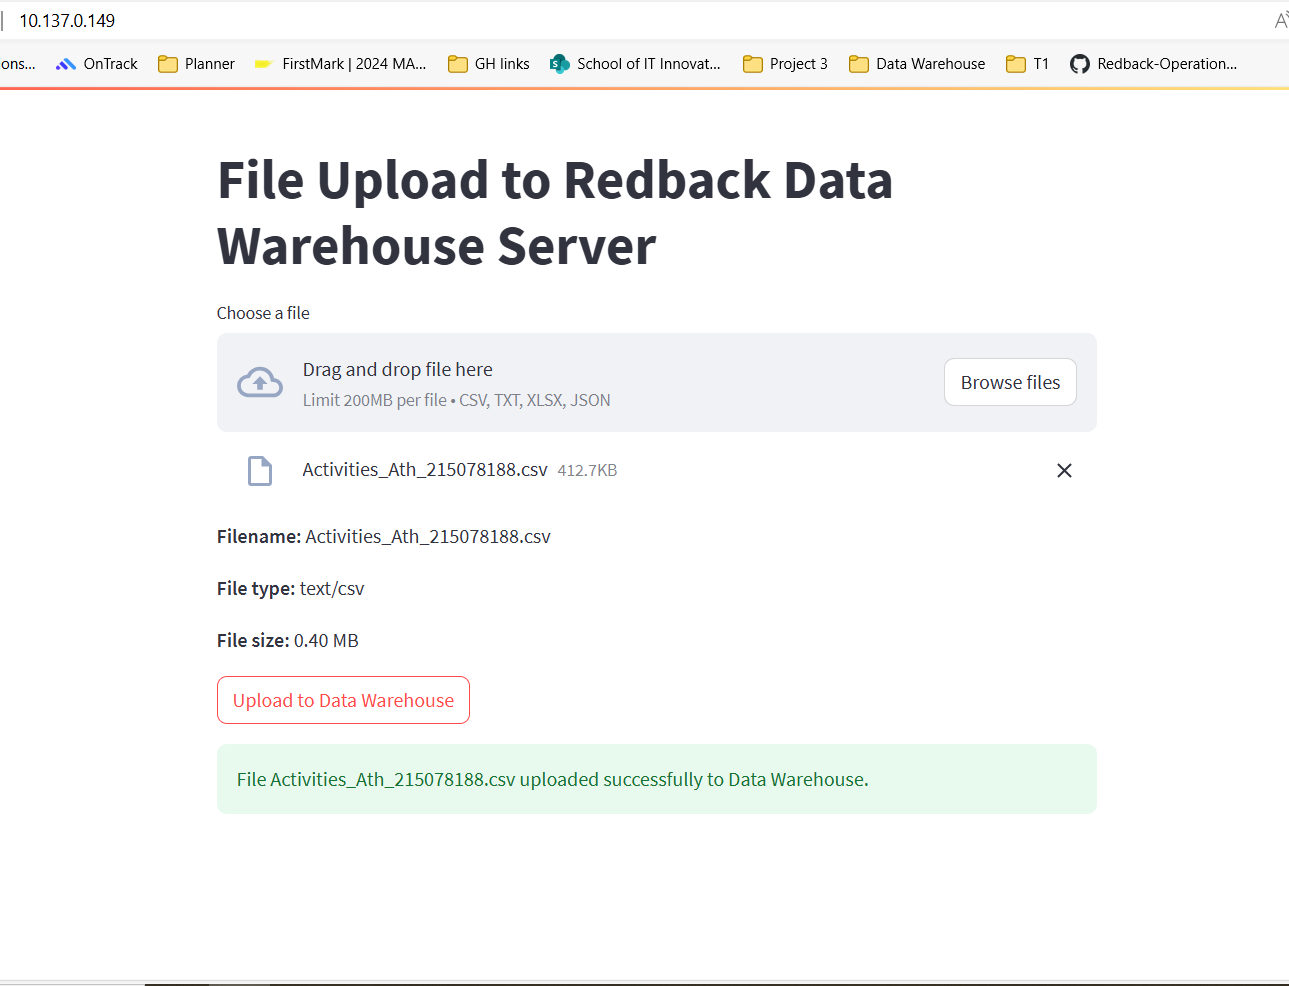 10.137.0.149
ons... OnTrack Planner FirstMark | 2024 MA... GH links School of IT Innovat... Project 3 Data Warehouse T1 Redback-Operation...
File Upload to Redback Data
Warehouse Server
Choose a file
Drag and drop file here
Limit 200MB per file • CSV, TXT, XLSX, JSON
Browse files
Activities_Ath_215078188.csv 412.7KB
Filename: Activities_Ath_215078188.csv
File type: text/csv
File size: 0.40 MB
Upload to Data Warehouse
File Activities_Ath_215078188.csv uploaded successfully to Data Warehouse.